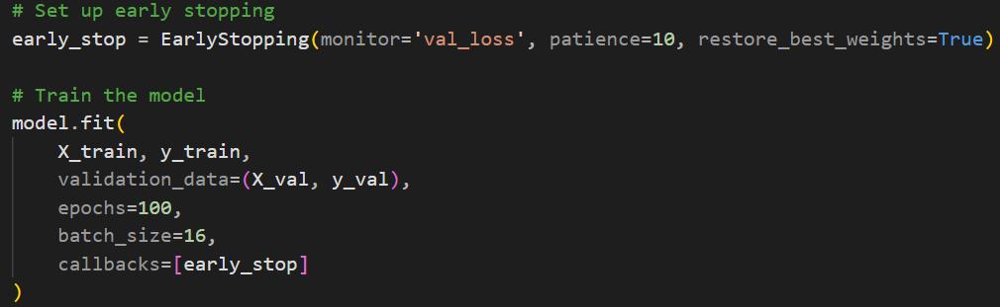 # Set up early stopping
early_stop = EarlyStopping(monitor='val_loss', patience=10, restore_best_weights=True)
# Train the model
model.fit(
    X_train, y_train,
    validation_data=(X_val, y_val),
    epochs=100,
    batch_size=16,
    callbacks=[early_stop]
)